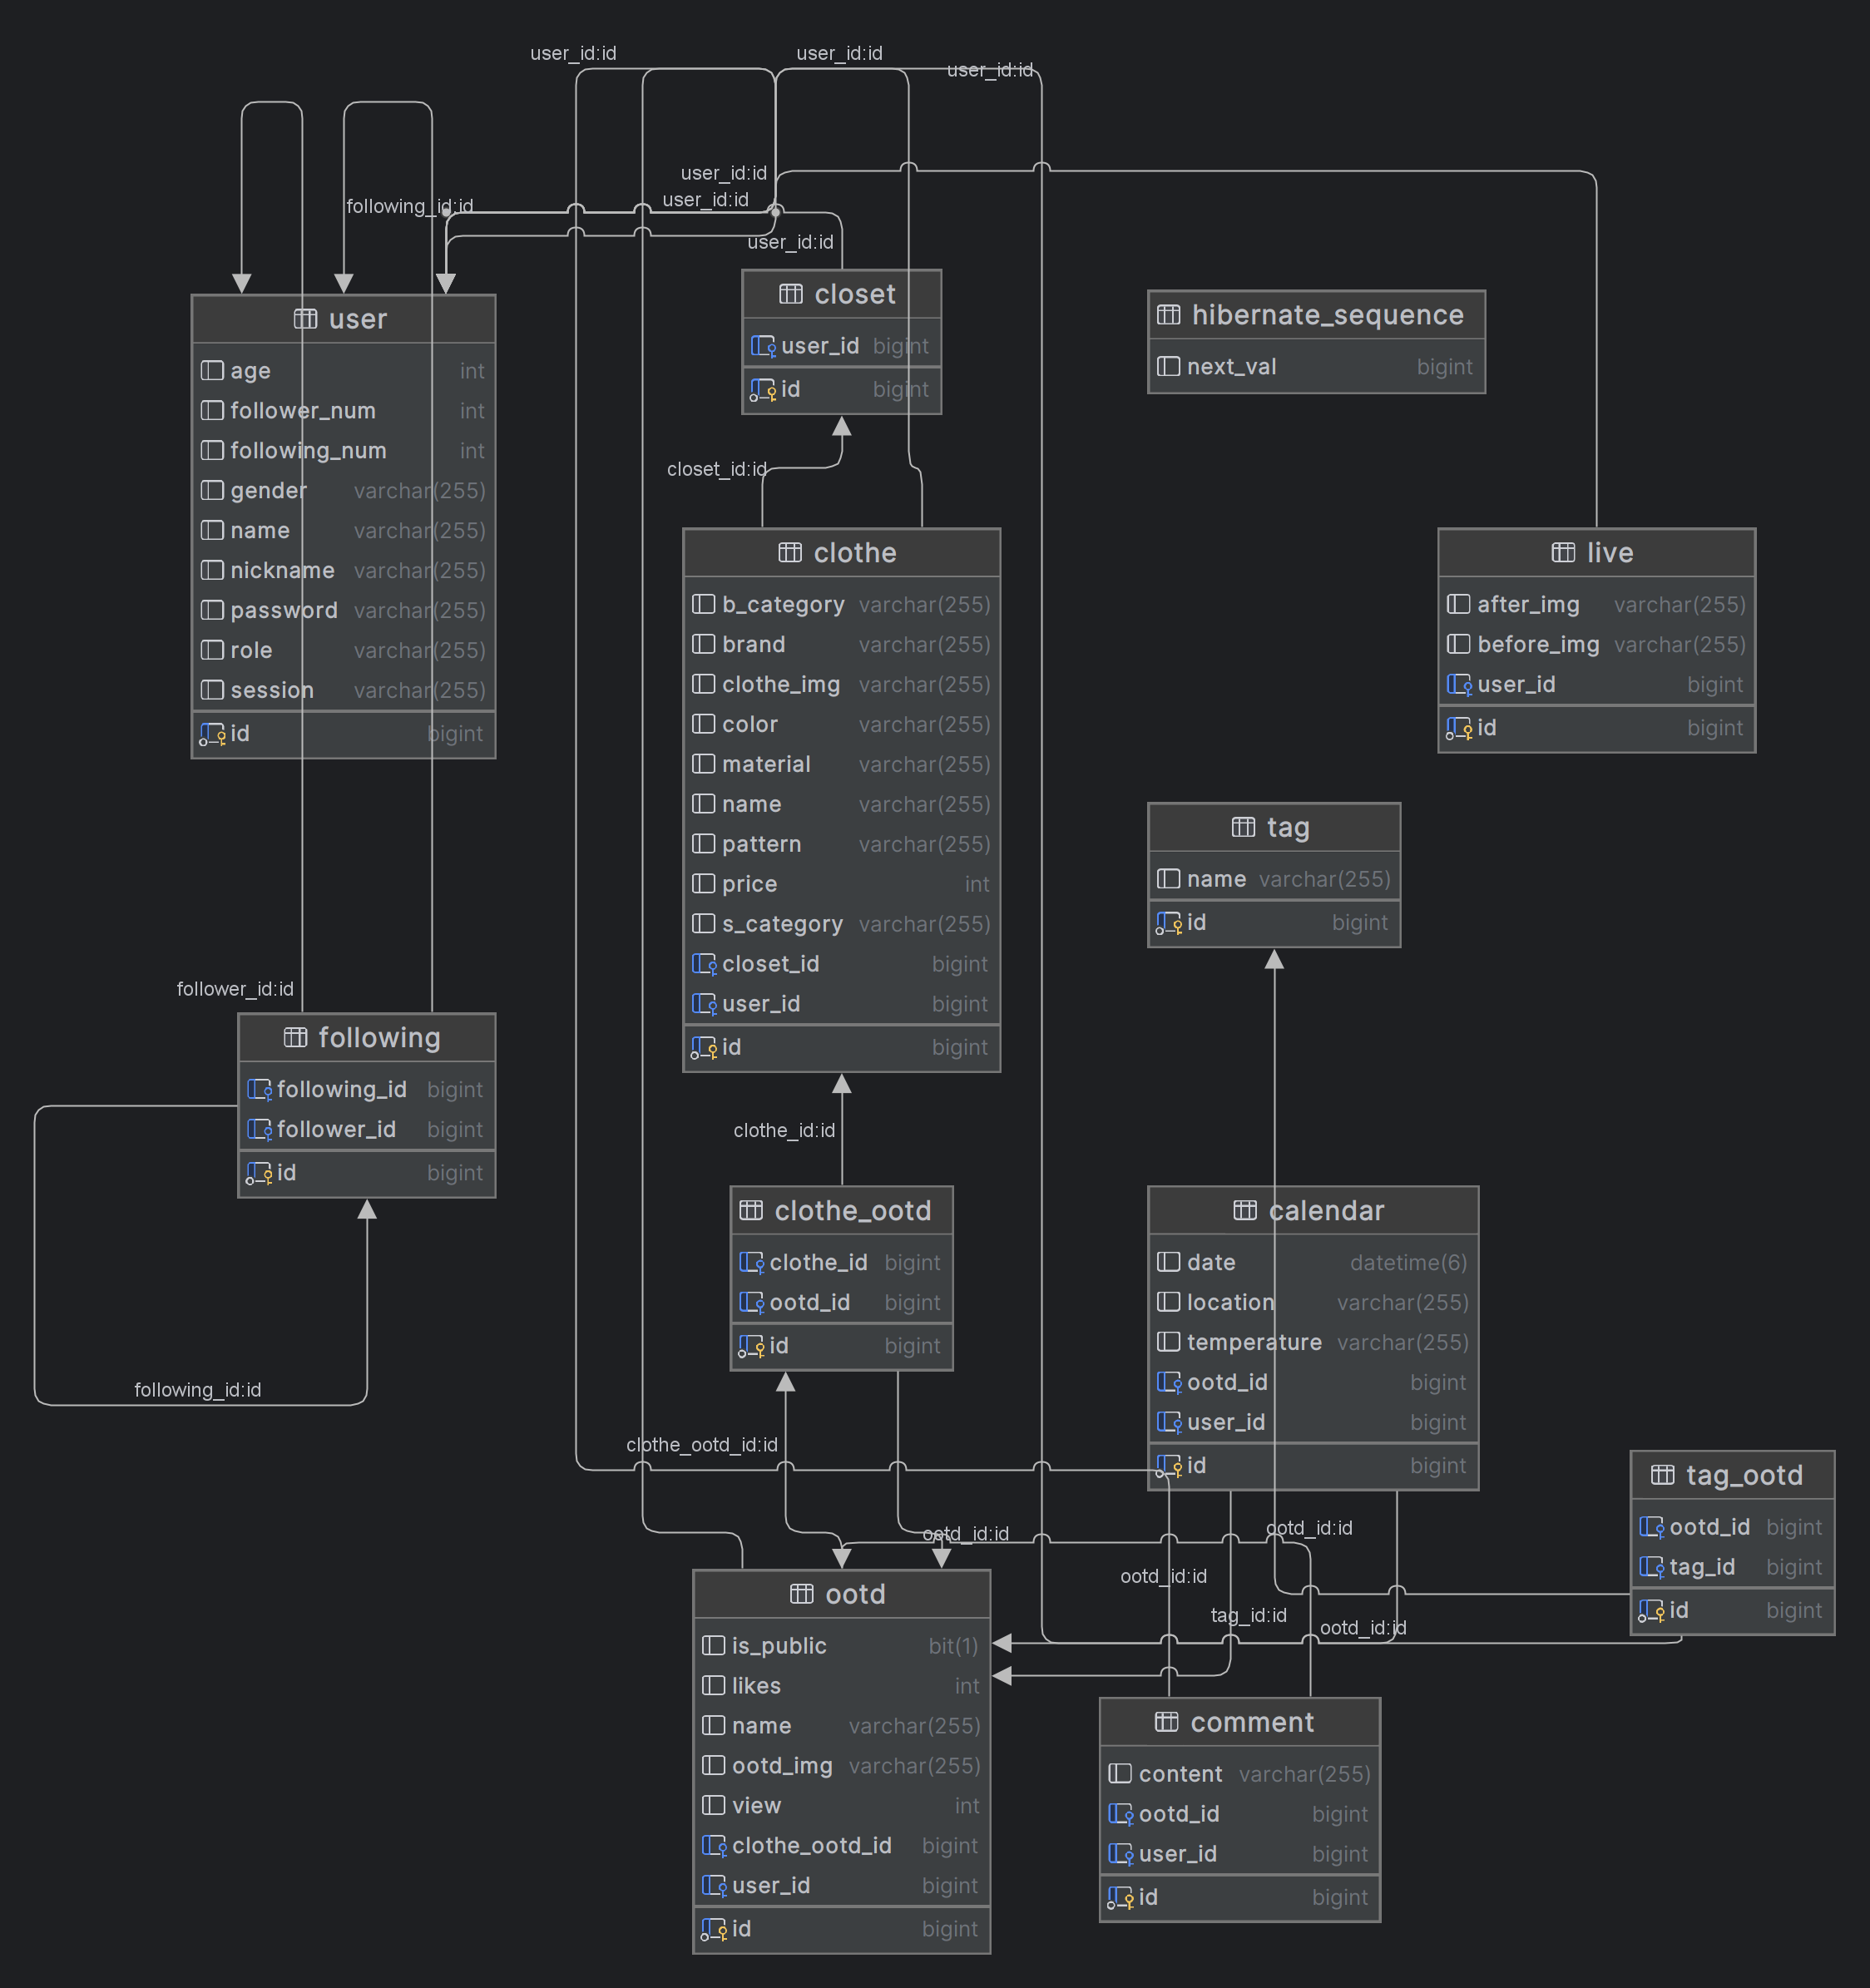 user_id:id
user_id:id
user_id:id
user_id:id
user_id:id
following_id:id
user_id:id
user
age int
follower_num int
following_num int
gender varchar(255)
name varchar(255)
nickname varchar(255)
password varchar(255)
role varchar(255)
session varchar(255)
id bigint
closet
user_id bigint
id bigint
hibernate_sequence
next_val bigint
closet_id:id
clothe
b_category varchar(255)
brand varchar(255)
clothe_img varchar(255)
color varchar(255)
material varchar(255)
name varchar(255)
pattern varchar(255)
price int
s_category varchar(255)
closet_id bigint
user_id bigint
id bigint
live
after_img varchar(255)
before_img varchar(255)
user_id bigint
id bigint
tag
name varchar(255)
id bigint
follower_id:id
following
following_id bigint
follower_id bigint
id bigint
following_id:id
clothe_id:id
clothe_ootd
clothe_id bigint
ootd_id bigint
id bigint
calendar
date datetime(6)
location varchar(255)
temperature varchar(255)
ootd_id bigint
user_id bigint
id bigint
clothe_ootd_id:id
tag_ootd
ootd_id bigint
tag_id bigint
id bigint
ootd_id:id
ootd_id:id
ootd_id:id
tag_id:id
ootd_id:id
ootd
is_public bit(1)
likes int
name varchar(255)
ootd_img varchar(255)
view int
clothe_ootd_id bigint
user_id bigint
id bigint
comment
content varchar(255)
ootd_id bigint
user_id bigint
id bigint